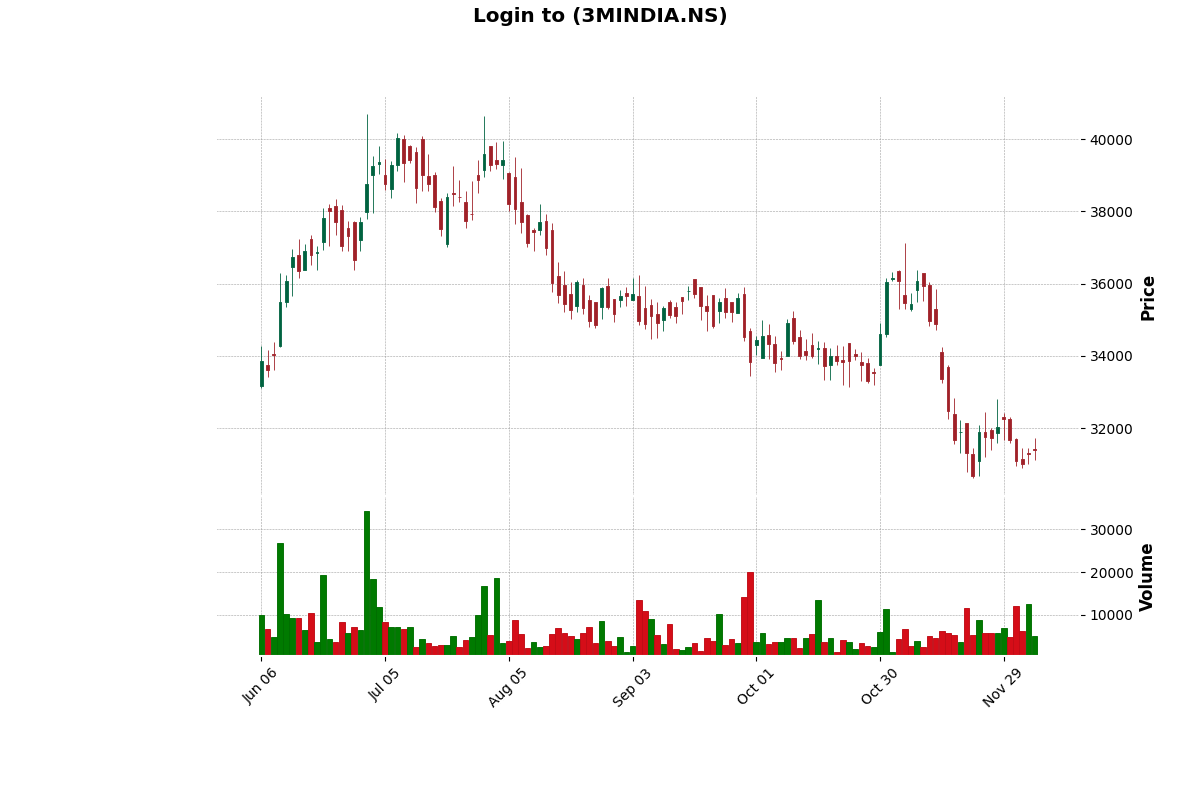 Login to (3MINDIA.NS)
40000
38000
36000
34000
32000
Price
30000
20000
10000
Volume
Jun 06
Jul 05
Aug 05
Sep 03
Oct 01
Oct 30
Nov 29